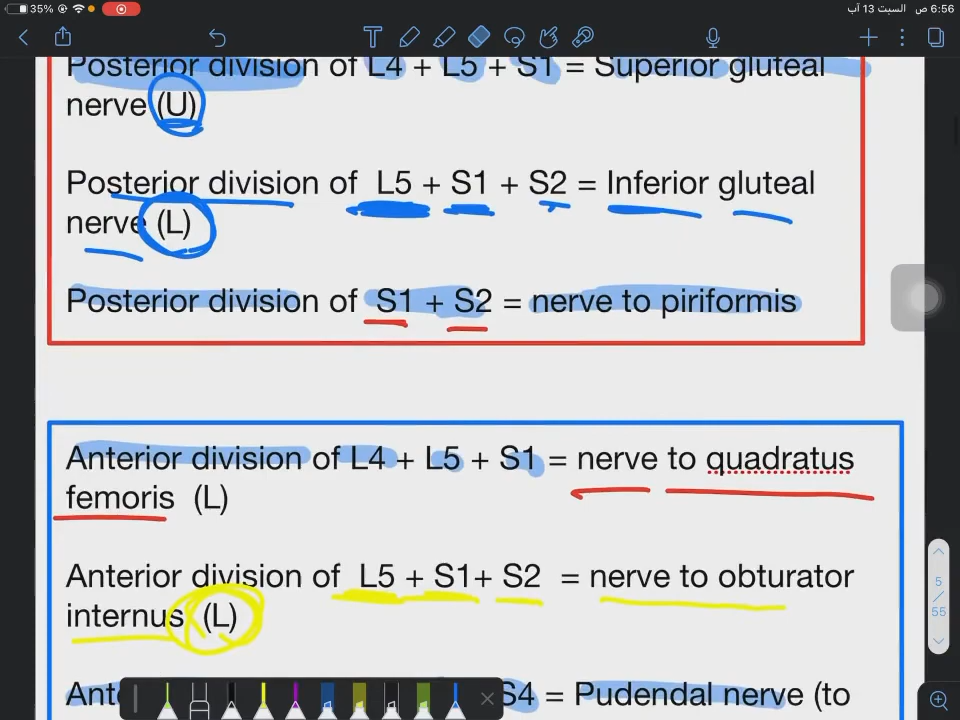 35%
السبت 13 آب
6:56 ص
Posterior division of L4 + L5 + S1 = Superior gluteal
nerve (U)
Posterior division of L5 + S1 + S2 = Inferior gluteal
nerve (L)
Posterior division of S1 + S2 = nerve to piriformis
Anterior division of L4 + L5 + S1 = nerve to quadratus
femoris (L)
Anterior division of L5 + S1+ S2 = nerve to obturator
internus (L)
S4 = Pudendal nerve (to
5
/
55